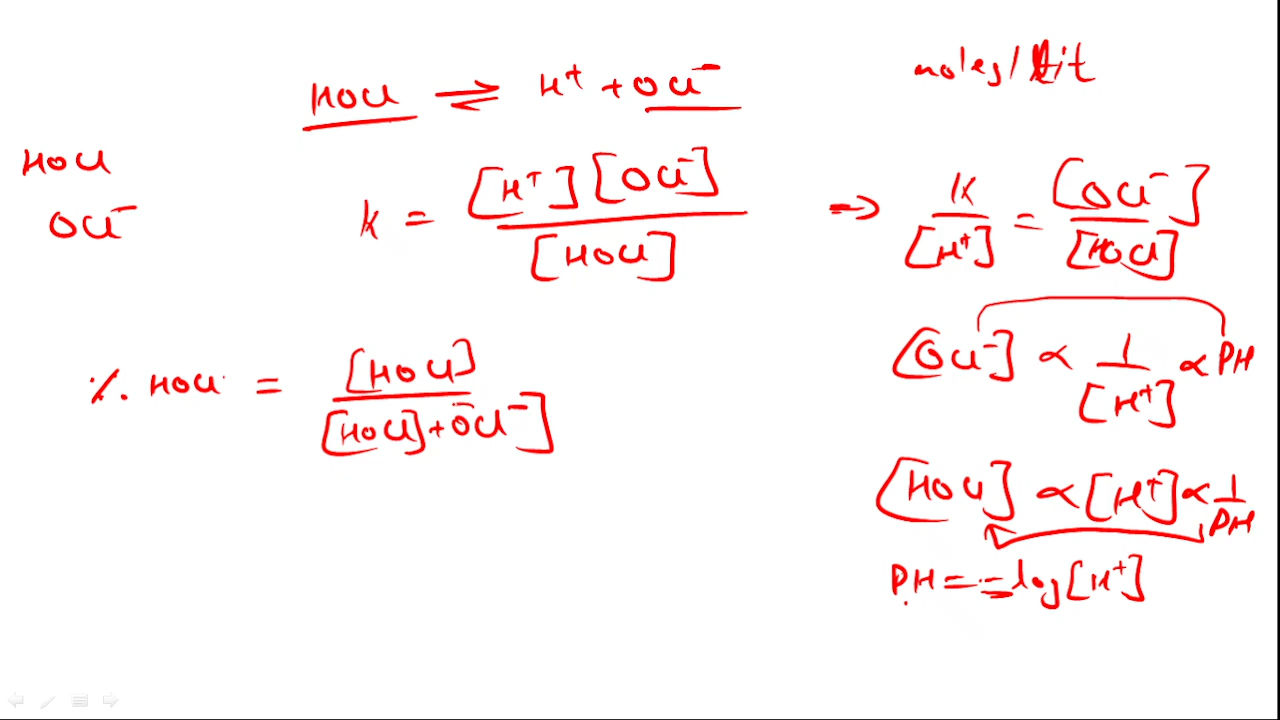 moles/lit
HOCl ⇌ H⁺ + OCl⁻
HOCl
OCl⁻
k = [H⁺] [OCl⁻] / [HOCl]
⇒ k / [H⁺] = [OCl⁻] / [HOCl]
[OCl⁻] ∝ 1 / [H⁺] ∝ PH
% HOCl = [HOCl] / [HOCl] + OCl⁻]
[HOCl] ∝ [H⁺] ∝ 1 / PH
PH = -log[H⁺]